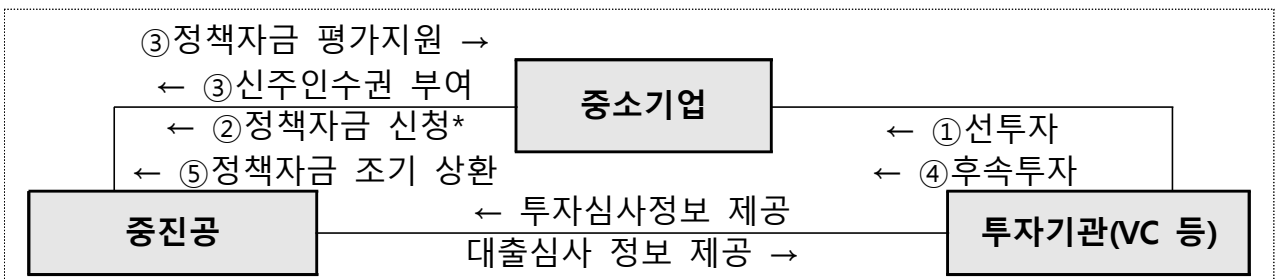 ③정책자금 평가지원 →
← ③신주인수권 부여
중소기업
← ②정책자금 신청*
← ①선투자
← ⑤정책자금 조기 상환
← ④후속투자
중진공
← 투자심사정보 제공
대출심사 정보 제공 →
투자기관(VC 등)